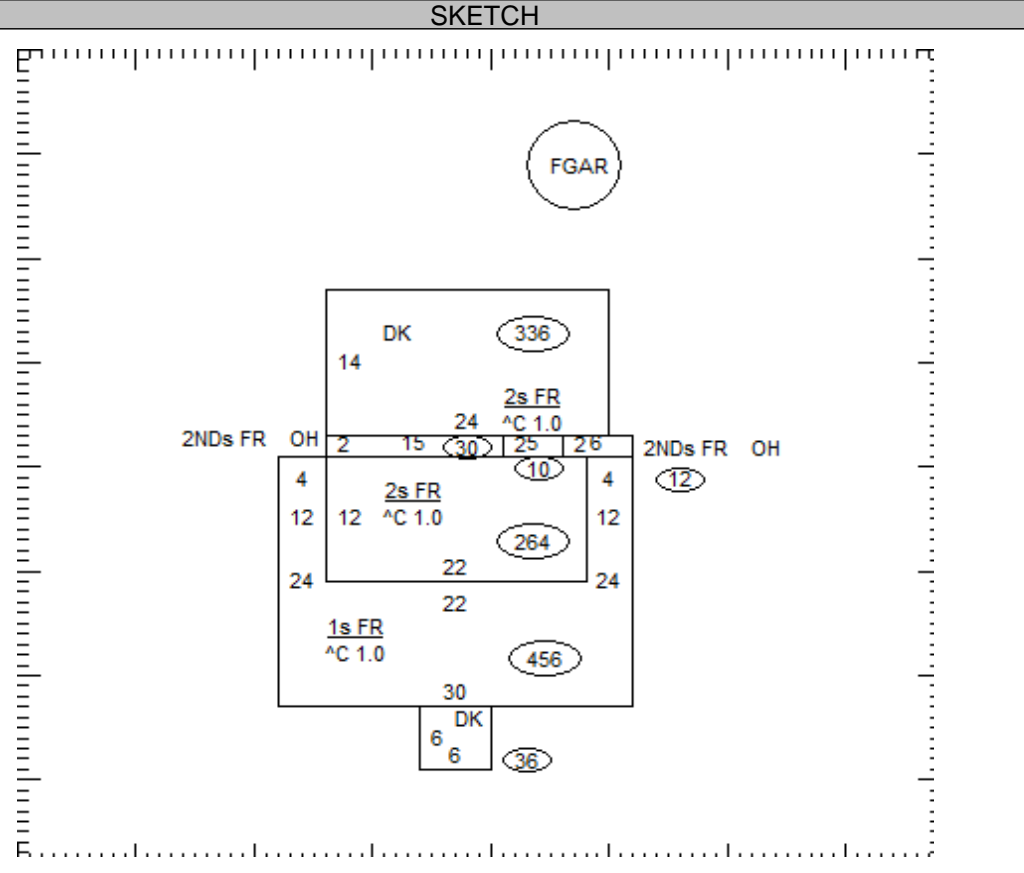 SKETCH
FGAR
DK 336
14
2s FR
24 ^C 1.0
2NDs FR OH 2 15 30 25 26 2NDs FR OH
10 12
4 2s FR 4
12 12 ^C 1.0 12
264
22
24 24
22
1s FR
^C 1.0
456
30
DK
6
6 36